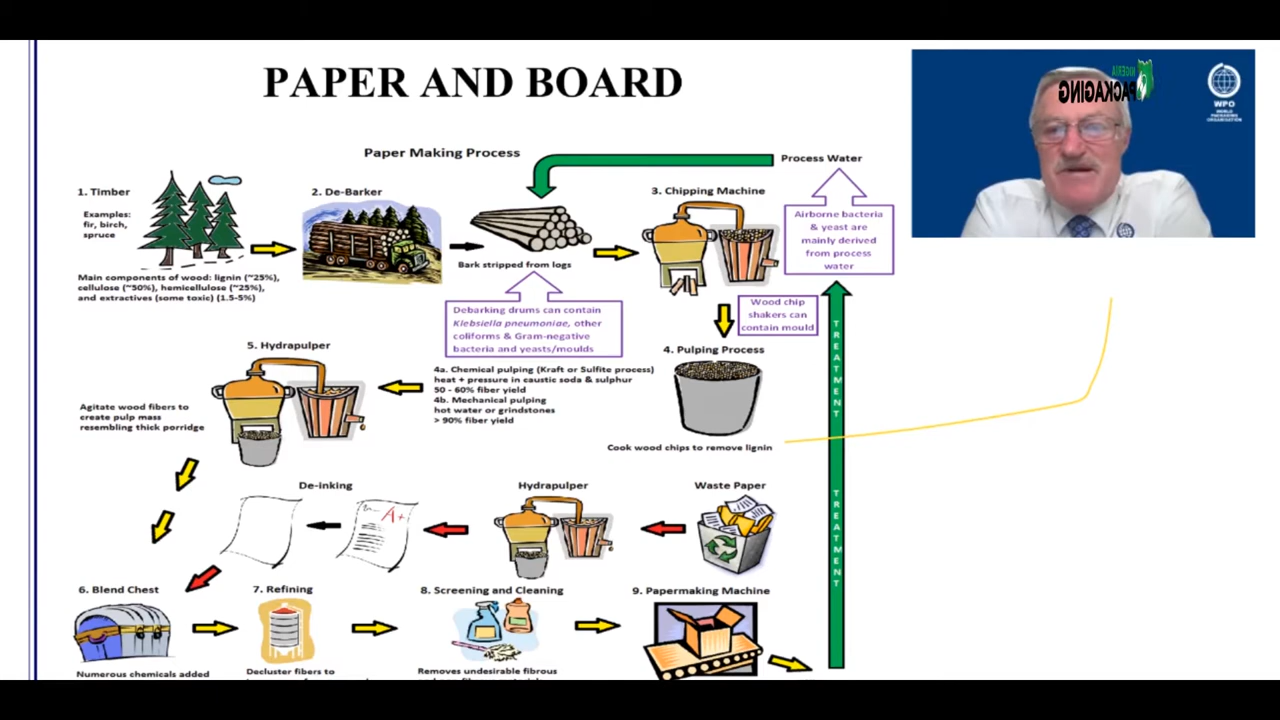 PAPER AND BOARD
NIGERIA
PACKAGING
WPO
WORLD
PACKAGING
ORGANISATION
Paper Making Process
Process Water
1. Timber
2. De-Barker
3. Chipping Machine
Examples:
fir, birch,
spruce
Airborne bacteria
& yeast are
mainly derived
from process
water
Bark stripped from logs
Main components of wood: lignin (~25%),
cellulose (~50%), hemicellulose (~25%),
and extractives (some toxic) (1.5-5%)
Debarking drums can contain
Klebsiella pneumoniae, other
coliforms & Gram-negative
bacteria and yeasts/moulds
Wood chip
shakers can
contain mould
5. Hydrapulper
4. Pulping Process
4a. Chemical pulping (Kraft or Sulfite process)
heat + pressure in caustic soda & sulphur
50 - 60% fiber yield
4b. Mechanical pulping
hot water or grindstones
> 90% fiber yield
Agitate wood fibers to
create pulp mass
resembling thick porridge
TREATMENT
Cook wood chips to remove lignin
De-inking
Hydrapulper
Waste Paper
A+
TREATMENT
6. Blend Chest
7. Refining
8. Screening and Cleaning
9. Papermaking Machine
Numerous chemicals added
Decluster fibers to
Removes undesirable fibrous